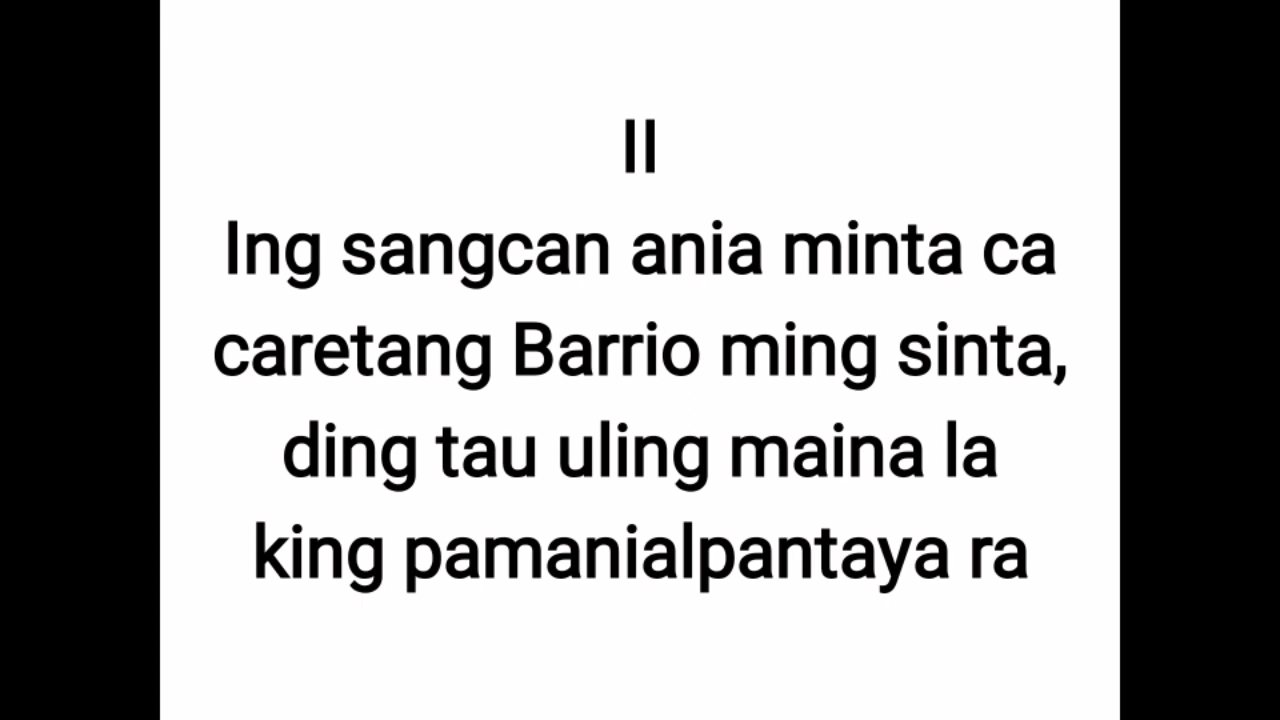 II
Ing sangcan ania minta ca
caretang Barrio ming sinta,
ding tau uling maina la
king pamanialpantaya ra